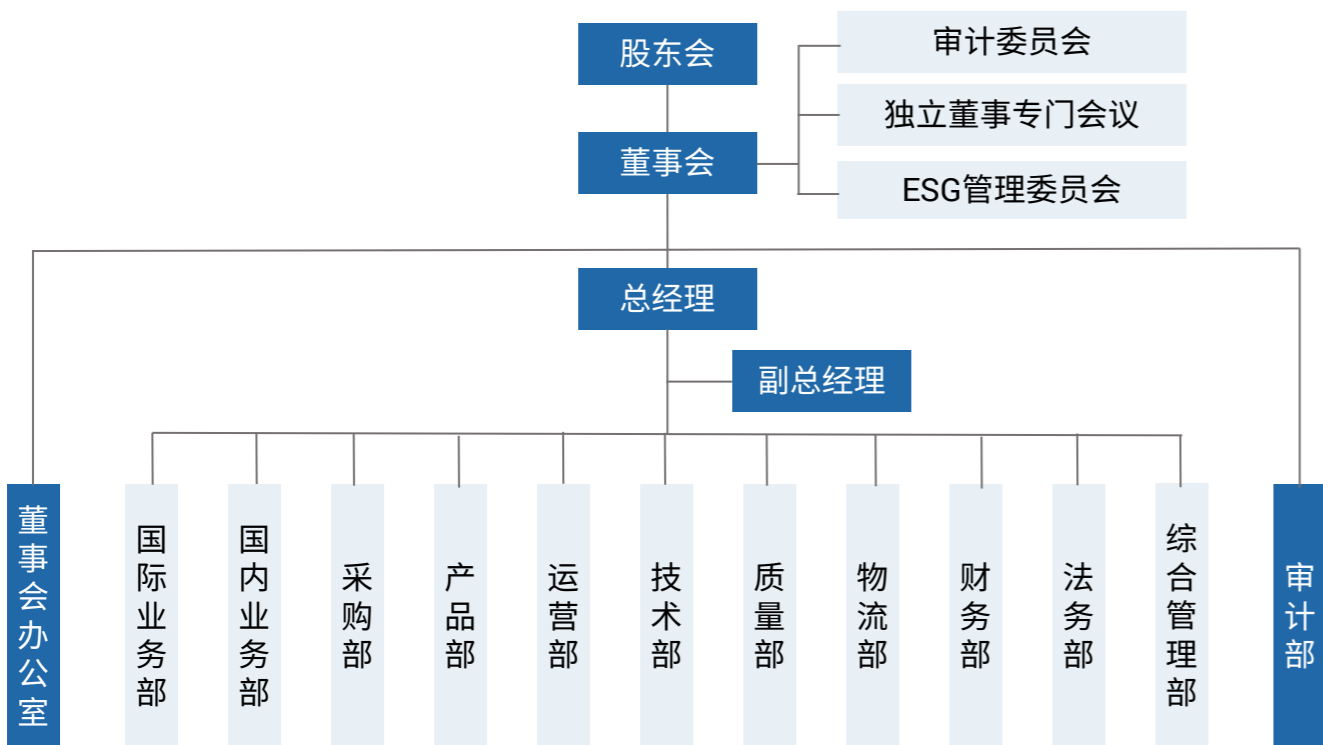 股东会
审计委员会
独立董事专门会议
董事会
ESG管理委员会
总经理
副总经理
董事会办公室
国际业务部
国内业务部
采购部
产品部
运营部
技术部
质量部
物流部
财务部
法务部
综合管理部
审计部